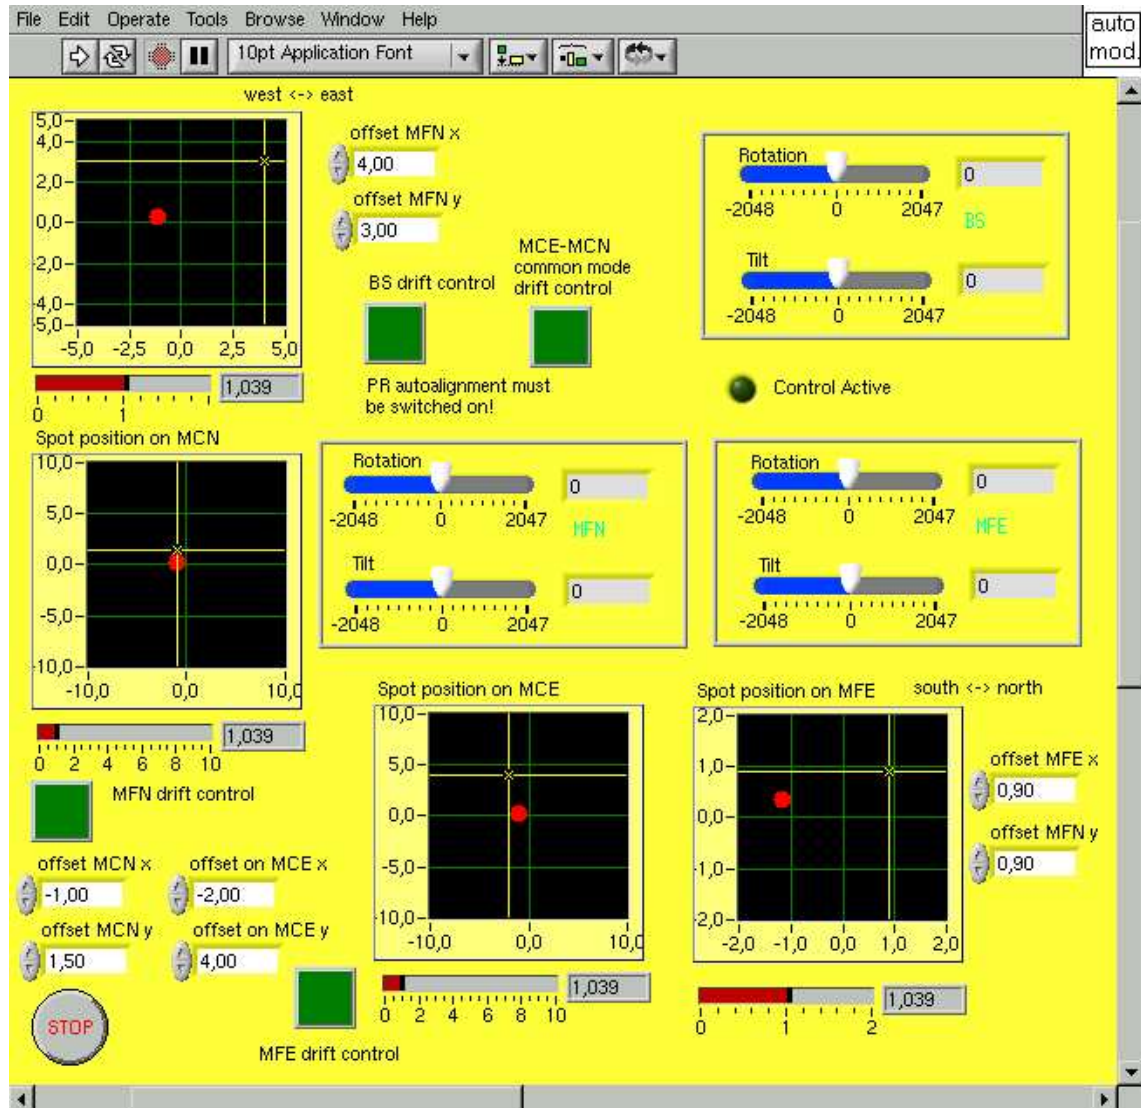 File Edit Operate Tools Browse Window Help
auto
mod.
10pt Application Font
west <-> east
5,0
4,0
2,0
0,0
-2,0
-4,0
-5,0
-5,0 -2,5 0,0 2,5 5,0
0 1
1,039
offset MFN x
4,00
offset MFN y
3,00
BS drift control
MCE-MCN
common mode
drift control
PR autoalignment must
be switched on!
Rotation
0
-2048 0 2047
BS
Tilt
0
-2048 0 2047
Control Active
Spot position on MCN
10,0
5,0
0,0
-5,0
-10,0
-10,0 0,0 10,0
1,039
0 2 4 6 8 10
Rotation
0
-2048 0 2047
MFN
Tilt
0
-2048 0 2047
Rotation
0
-2048 0 2047
MFE
Tilt
0
-2048 0 2047
MFN drift control
offset MCN x
-1,00
offset on MCE x
-2,00
offset MCN y
1,50
offset on MCE y
4,00
STOP
MFE drift control
Spot position on MCE
10,0
5,0
0,0
-5,0
-10,0
-10,0 0,0 10,0
1,039
0 2 4 6 8 10
Spot position on MFE
south <-> north
2,0
1,0
0,0
-1,0
-2,0
-2,0 -1,0 0,0 1,0 2,0
1,039
0 1 2
offset MFE x
0,90
offset MFN y
0,90